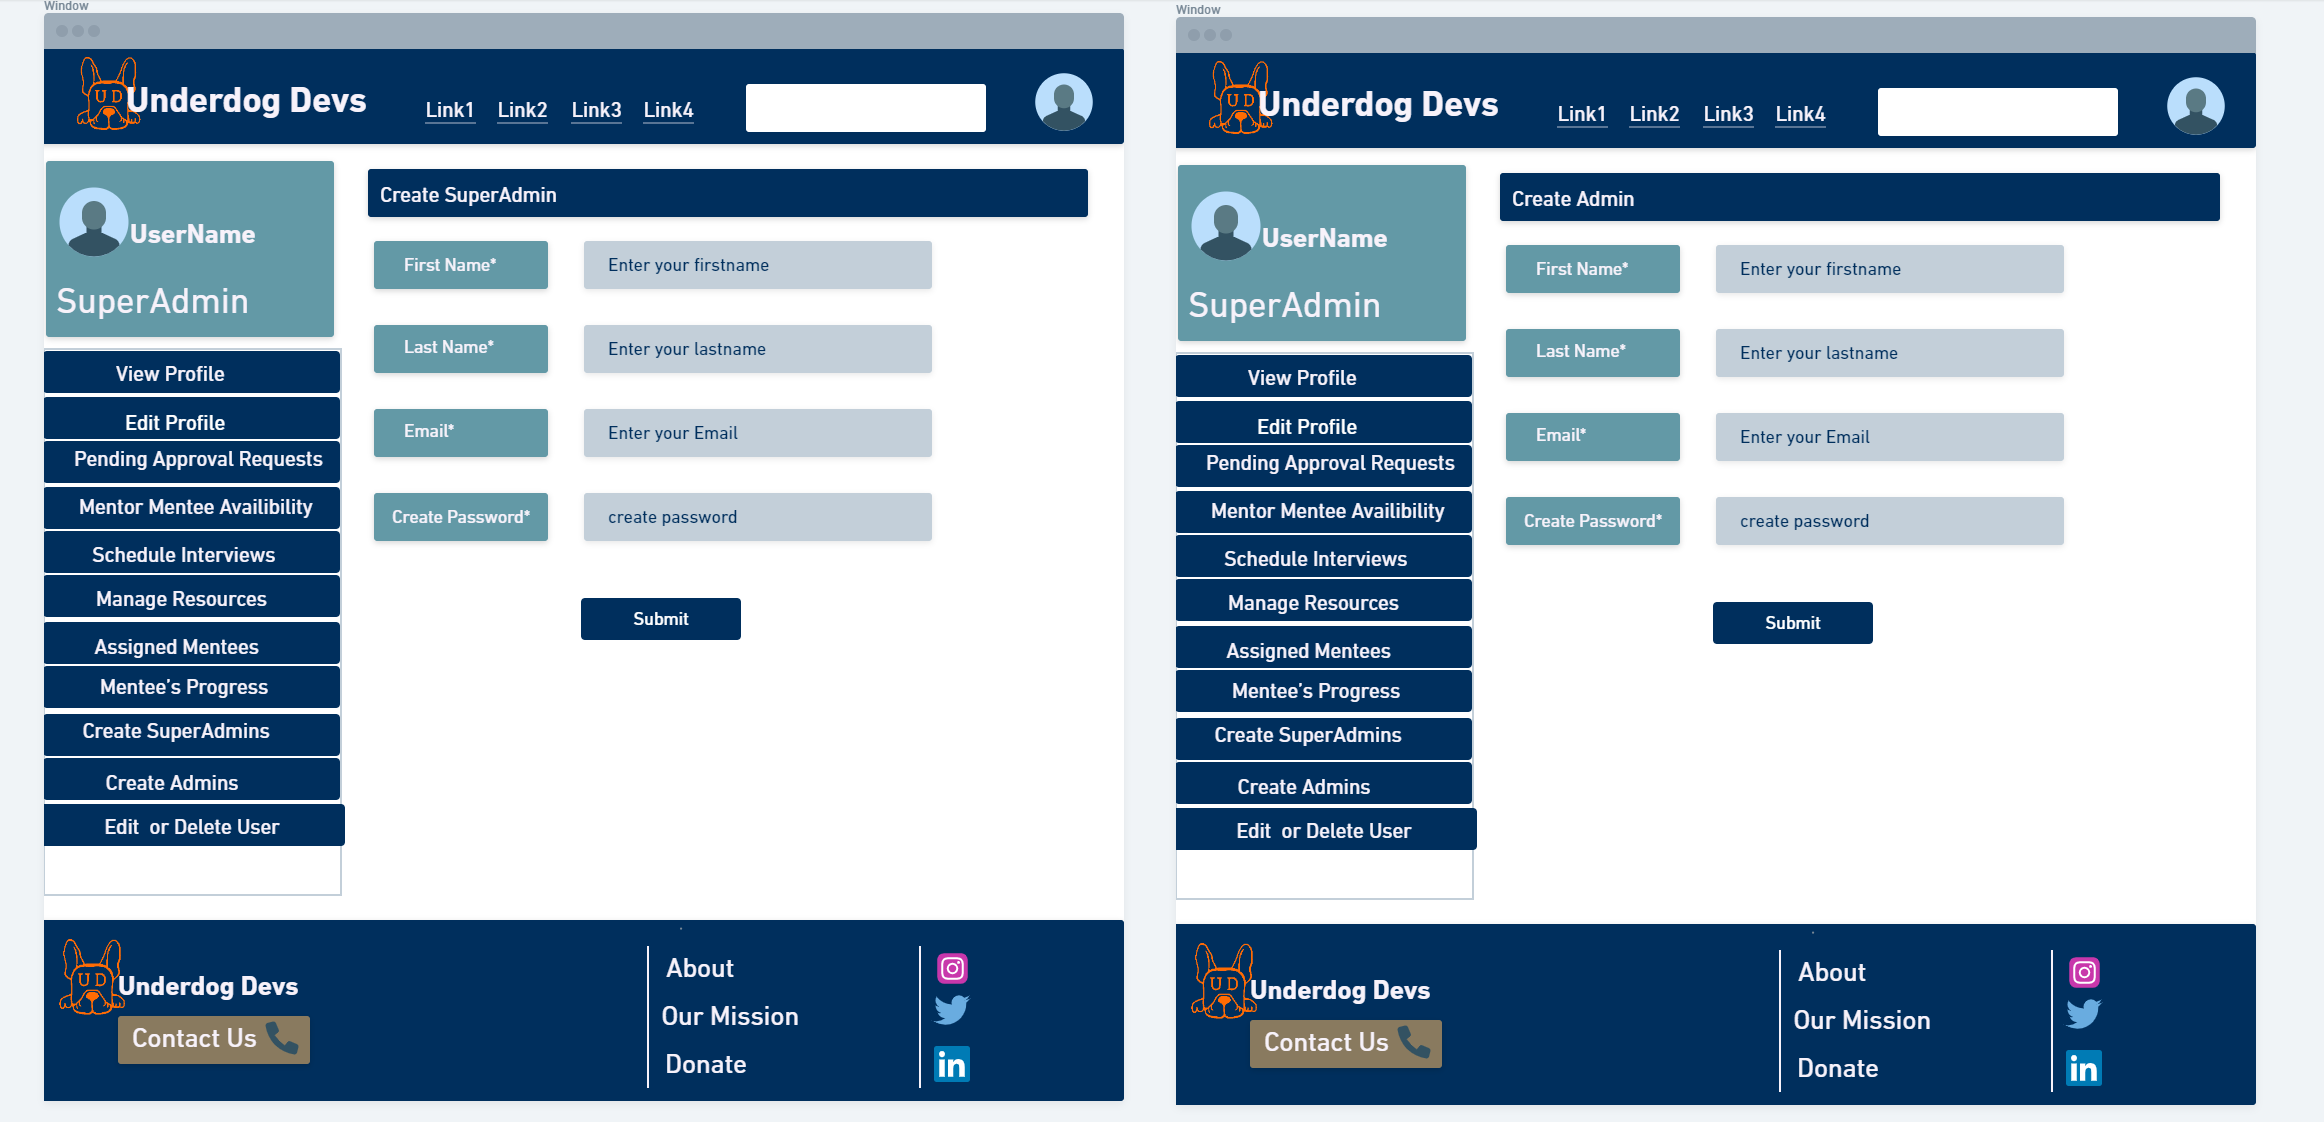 Window
UD
Underdog Devs
Link1 Link2 Link3 Link4
UserName
SuperAdmin
View Profile
Edit Profile
Pending Approval Requests
Mentor Mentee Availibility
Schedule Interviews
Manage Resources
Assigned Mentees
Mentee's Progress
Create SuperAdmins
Create Admins
Edit or Delete User
Create SuperAdmin
First Name* Enter your firstname
Last Name* Enter your lastname
Email* Enter your Email
Create Password* create password
Submit
UD
Underdog Devs
Contact Us
About
Our Mission
Donate
in
Window
UD
Underdog Devs
Link1 Link2 Link3 Link4
UserName
SuperAdmin
View Profile
Edit Profile
Pending Approval Requests
Mentor Mentee Availibility
Schedule Interviews
Manage Resources
Assigned Mentees
Mentee's Progress
Create SuperAdmins
Create Admins
Edit or Delete User
Create Admin
First Name* Enter your firstname
Last Name* Enter your lastname
Email* Enter your Email
Create Password* create password
Submit
UD
Underdog Devs
Contact Us
About
Our Mission
Donate
in